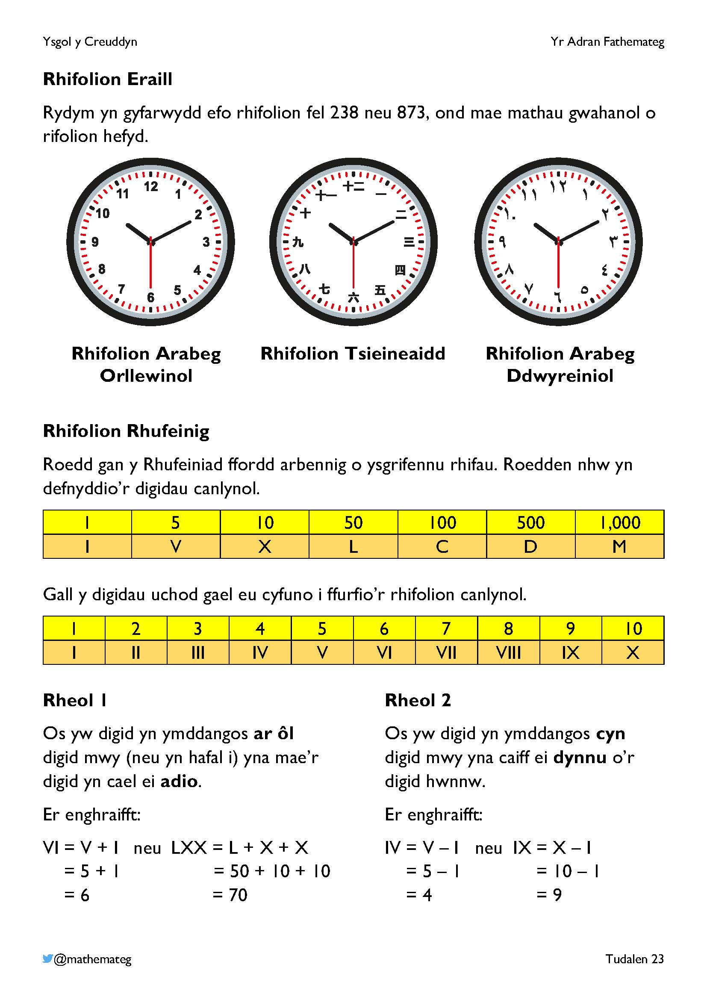 Ysgol y Creuddyn
Yr Adran Fathemateg
Rhifolion Eraill
Rydym yn gyfarwydd efo rhifolion fel 238 neu 873, ond mae mathau gwahanol o
rifolion hefyd.
12
1
2
3
4
5
6
7
8
9
10
11
十二
一
二
三
四
五
六
七
八
九
十
十一
١٢
١
٢
٣
٤
٥
٦
٧
٨
٩
١٠
١١
Rhifolion Arabeg
Orllewinol
Rhifolion Tsieineaidd
Rhifolion Arabeg
Ddwyreiniol
Rhifolion Rhufeinig
Roedd gan y Rhufeiniad ffordd arbennig o ysgrifennu rhifau. Roedden nhw yn
defnyddio’r digidau canlynol.
1 5 10 50 100 500 1,000
I V X L C D M
Gall y digidau uchod gael eu cyfuno i ffurfio’r rhifolion canlynol.
1 2 3 4 5 6 7 8 9 10
I II III IV V VI VII VIII IX X
Rheol 1
Os yw digid yn ymddangos ar ôl
digid mwy (neu yn hafal i) yna mae’r
digid yn cael ei adio.
Er enghraifft:
VI = V + I neu LXX = L + X + X
= 5 + 1 = 50 + 10 + 10
= 6 = 70
Rheol 2
Os yw digid yn ymddangos cyn
digid mwy yna caiff ei dynnu o’r
digid hwnnw.
Er enghraifft:
IV = V – I neu IX = X – I
= 5 – 1 = 10 – 1
= 4 = 9
@mathemateg
Tudalen 23